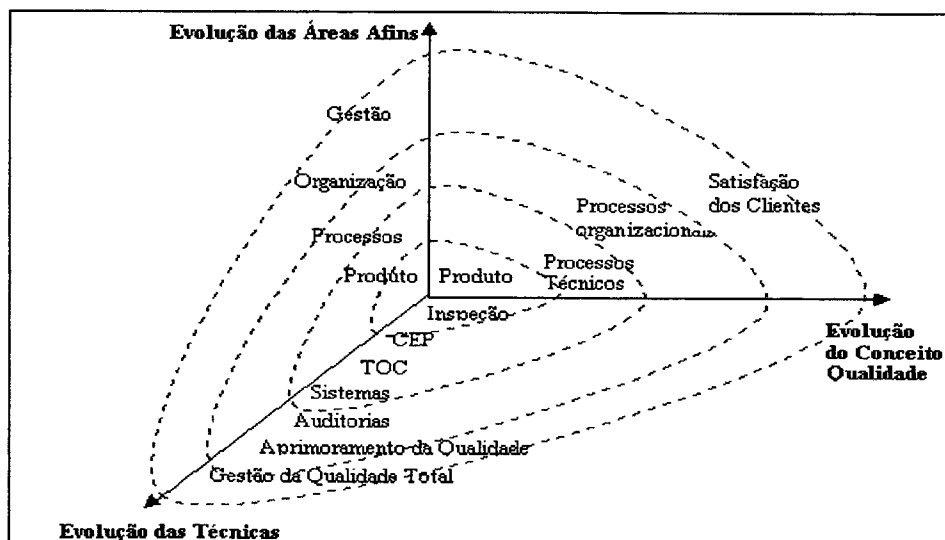 Evolução das Áreas Afins
Gestão
Organização
Satisfação
dos Clientes
Processos
organizacionais
Processos
Processos
Técnicos
Produto
Produto
Inspeção
CEP
TOC
Evolução
do Conceito
Qualidade
Sistemas
Auditorias
Aprimoramento da Qualidade
Gestão da Qualidade Total
Evolução das Técnicas